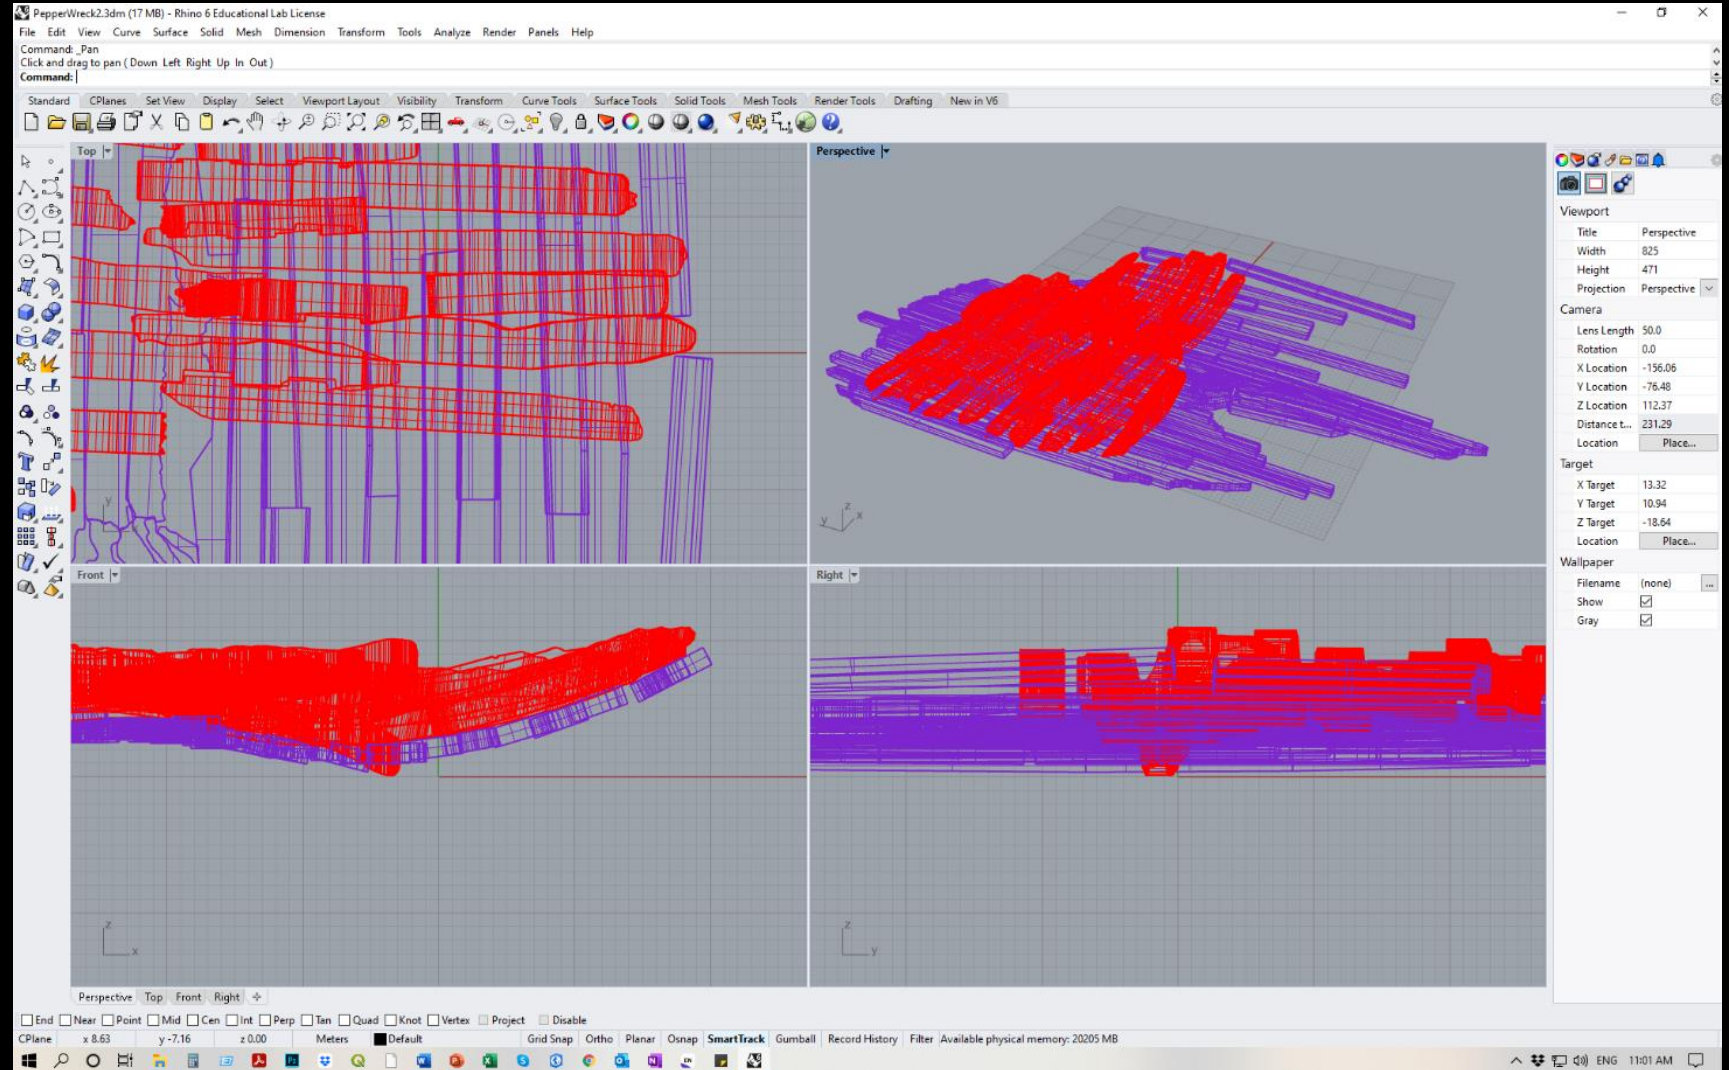 PepperWreck2.3dm (17 MB) - Rhino 6 Educational Lab License
File Edit View Curve Surface Solid Mesh Dimension Transform Tools Analyze Render Panels Help
Command: _Pan
Click and drag to pan ( Down Left Right Up In Out )
Command:
Standard CPlanes Set View Display Select Viewport Layout Visibility Transform Curve Tools Surface Tools Solid Tools Mesh Tools Render Tools Drafting New in V6
Top
Perspective
Viewport
Title Perspective
Width 825
Height 471
Projection Perspective
Camera
Lens Length 50.0
Rotation 0.0
X Location -156.06
Y Location -76.48
Z Location 112.37
Distance t... 231.29
Location Place...
Target
X Target 13.32
Y Target 10.94
Z Target -18.64
Location Place...
Wallpaper
Filename (none) ...
Show
Gray
y
z
y x
Front
Right
z
x
z
y
Perspective Top Front Right
End Near Point Mid Cen Int Perp Tan Quad Knot Vertex Project Disable
CPlane x 8.63 y -7.16 z 0.00 Meters Default Grid Snap Ortho Planar Osnap SmartTrack Gumball Record History Filter Available physical memory: 20205 MB
ENG 11:01 AM